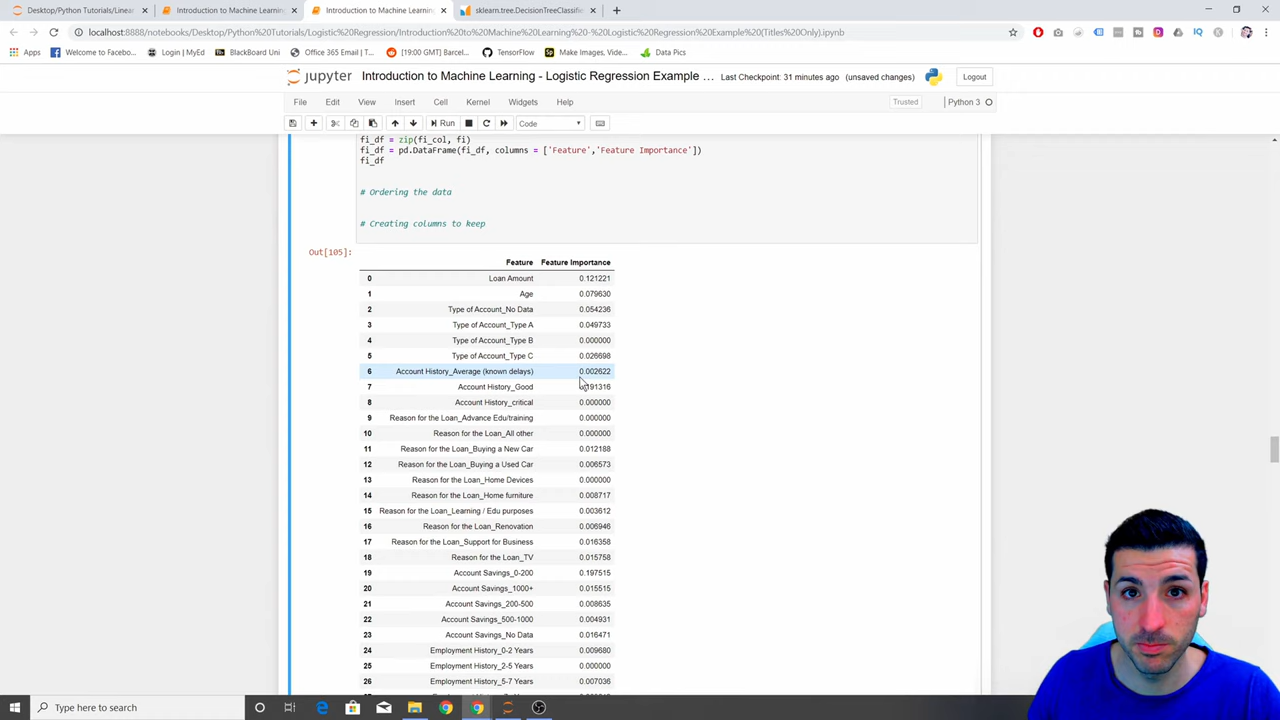 Desktop/Python Tutorials/Linear
Introduction to Machine Learning
Introduction to Machine Learning
sklearn.tree.DecisionTreeClassifie
localhost:8888/notebooks/Desktop/Python%20Tutorials/Logistic%20Regression/Introduction%20to%20Machine%20Learning%20-%20Logistic%20Regression%20Example%20(Titles%20Only).ipynb
Apps
Welcome to Facebo...
Login | MyEd
BlackBoard Uni
Office 365 Email | T...
[19:00 GMT] Barcel...
TensorFlow
Make Images, Vide...
Data Pics
jupyter Introduction to Machine Learning - Logistic Regression Example ... Last Checkpoint: 31 minutes ago (unsaved changes) Logout
File Edit View Insert Cell Kernel Widgets Help Trusted Python 3
Run Code
fi_df = zip(fi_col, fi)
fi_df = pd.DataFrame(fi_df, columns = ['Feature','Feature Importance'])
fi_df
# Ordering the data
# Creating columns to keep
Out[105]:
Feature Feature Importance
0 Loan Amount 0.121221
1 Age 0.079630
2 Type of Account_No Data 0.054236
3 Type of Account_Type A 0.049733
4 Type of Account_Type B 0.000000
5 Type of Account_Type C 0.026698
6 Account History_Average (known delays) 0.002622
7 Account History_Good 191316
8 Account History_critical 0.000000
9 Reason for the Loan_Advance Edu/training 0.000000
10 Reason for the Loan_All other 0.000000
11 Reason for the Loan_Buying a New Car 0.012188
12 Reason for the Loan_Buying a Used Car 0.006573
13 Reason for the Loan_Home Devices 0.000000
14 Reason for the Loan_Home furniture 0.008717
15 Reason for the Loan_Learning / Edu purposes 0.003612
16 Reason for the Loan_Renovation 0.006946
17 Reason for the Loan_Support for Business 0.016358
18 Reason for the Loan_TV 0.015758
19 Account Savings_0-200 0.197515
20 Account Savings_1000+ 0.015515
21 Account Savings_200-500 0.008635
22 Account Savings_500-1000 0.004931
23 Account Savings_No Data 0.016471
24 Employment History_0-2 Years 0.009680
25 Employment History_2-5 Years 0.000000
26 Employment History_5-7 Years 0.007036
Type here to search